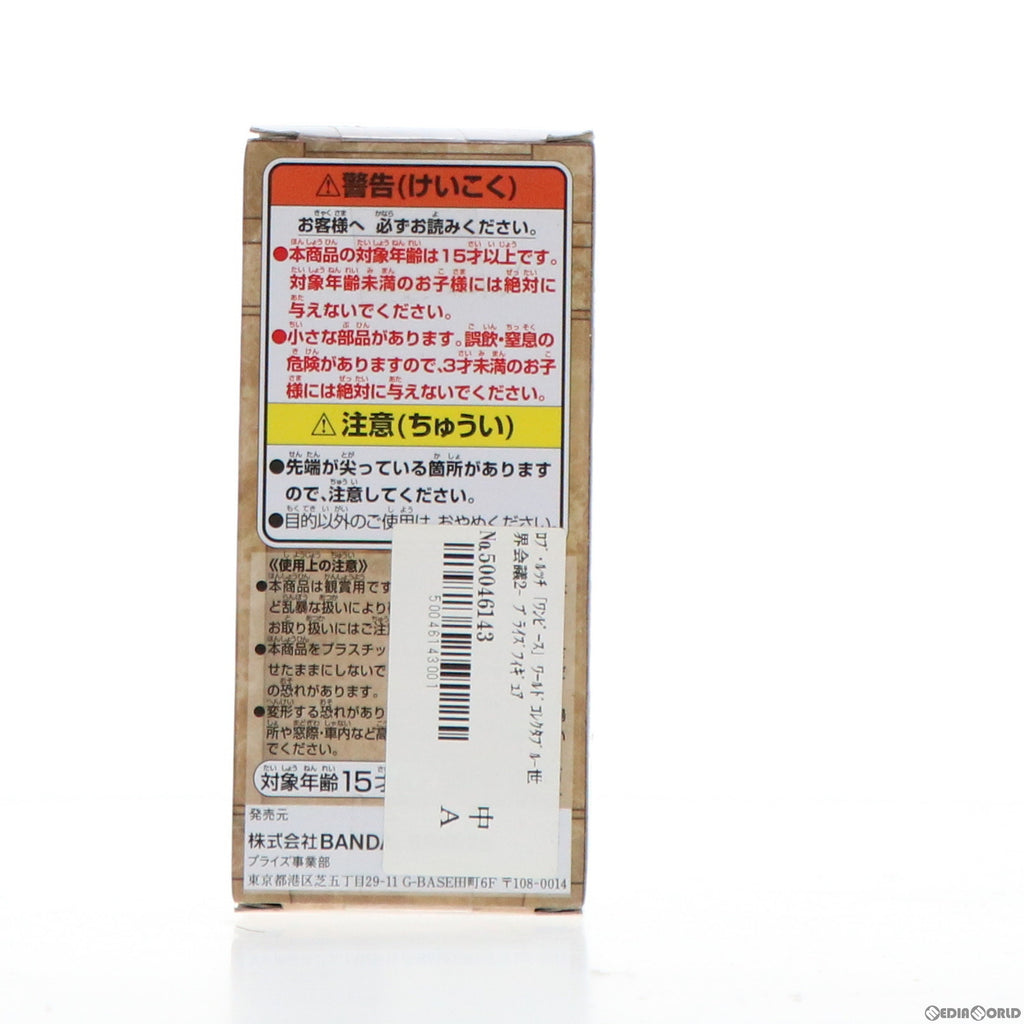 ⚠警告(けいこく)
お客様へ 必ずお読みください。
●本商品の対象年齢は15才以上です。
対象年齢未満のお子様には絶対に
与えないでください。
●小さな部品があります。誤飲・窒息の
危険がありますので、3才未満のお子
様には絶対に与えないでください。
⚠注意(ちゅうい)
●先端が尖っている箇所があります
ので、注意してください。
●目的以外のご使用は、おやめください。
《使用上の注意》
●本商品は観賞用です
ど乱暴な扱いにより
お取り扱いにはご注
●本商品をプラスチッ
せたままにしないで
の恐れがあります。
●変形する恐れがあり
所や窓際・車内など高
でください。
対象年齢15才
発売元
株式会社BANDA
プライズ事業部
東京都港区芝五丁目29-11 G-BASE田町6F 〒108-0014
ロブ・ルッチ 「ワンピース」 ワールドコレクタブル-世
界会議2- プライズフィギュア
No.50046143
50046143001
中
A
MEDIAWORLD